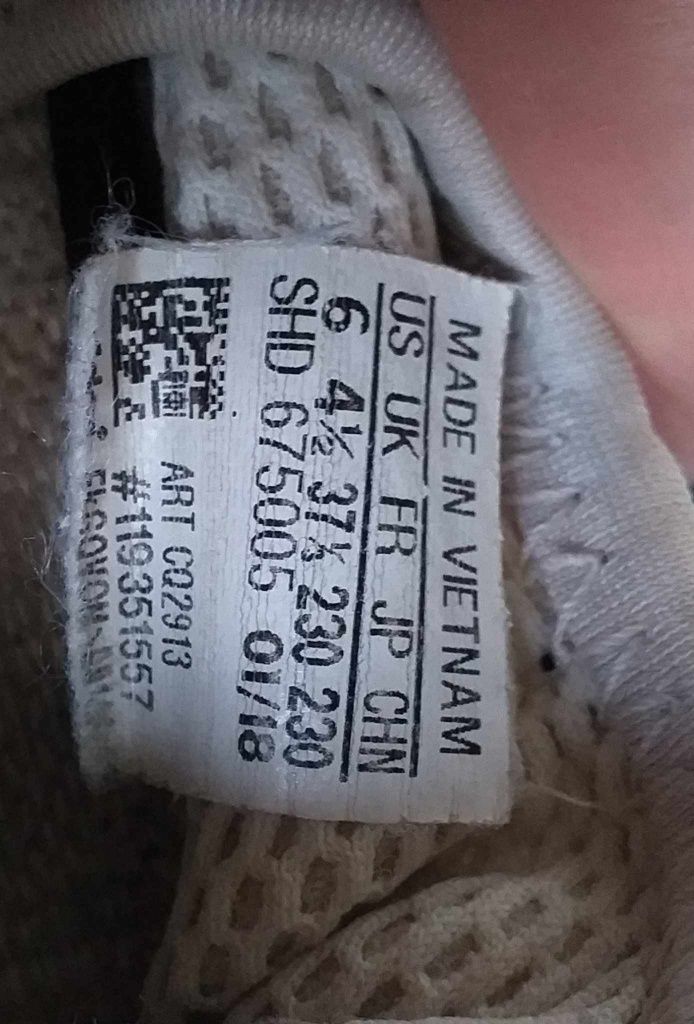 MADE IN VIETNAM
US UK FR JP CHN
6 4½ 37⅓ 230 230
SHD 675005 01/18
ART CQ2913
#119351557